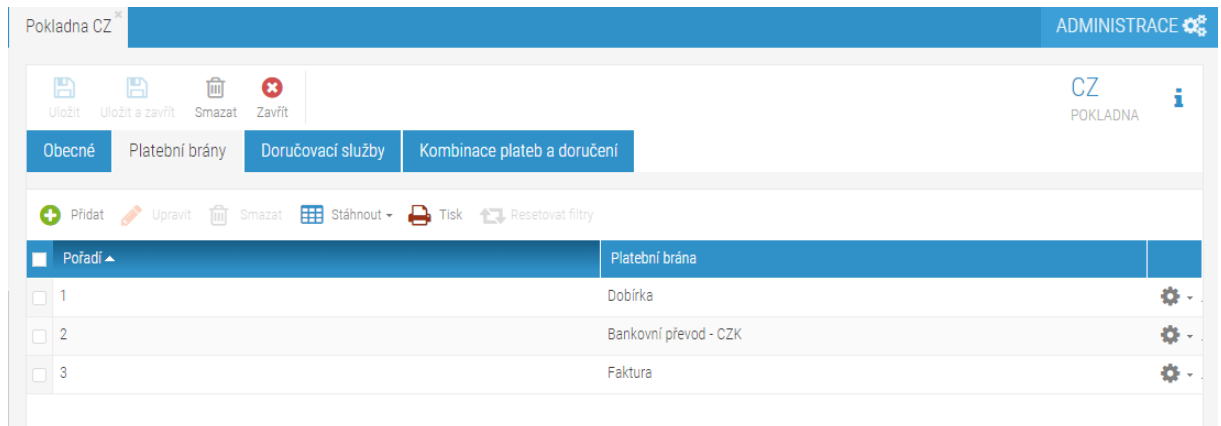 Pokladna CZ
ADMINISTRACE
Uložit Uložit a zavřít Smazat Zavřít
CZ
POKLADNA
Obecné Platební brány Doručovací služby Kombinace plateb a doručení
Přidat Upravit Smazat Stáhnout Tisk Resetovat filtry
Pořadí Platební brána
1 Dobírka
2 Bankovní převod - CZK
3 Faktura